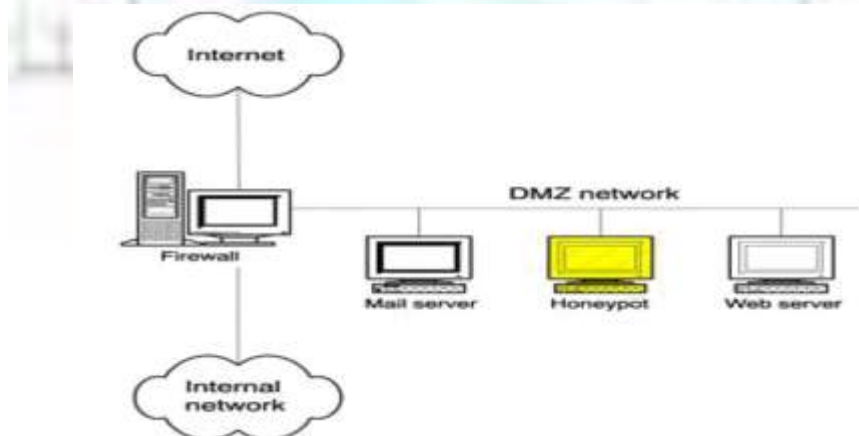 Internet
DMZ network
Firewall
Mail server
Honeypot
Web server
Internal
network